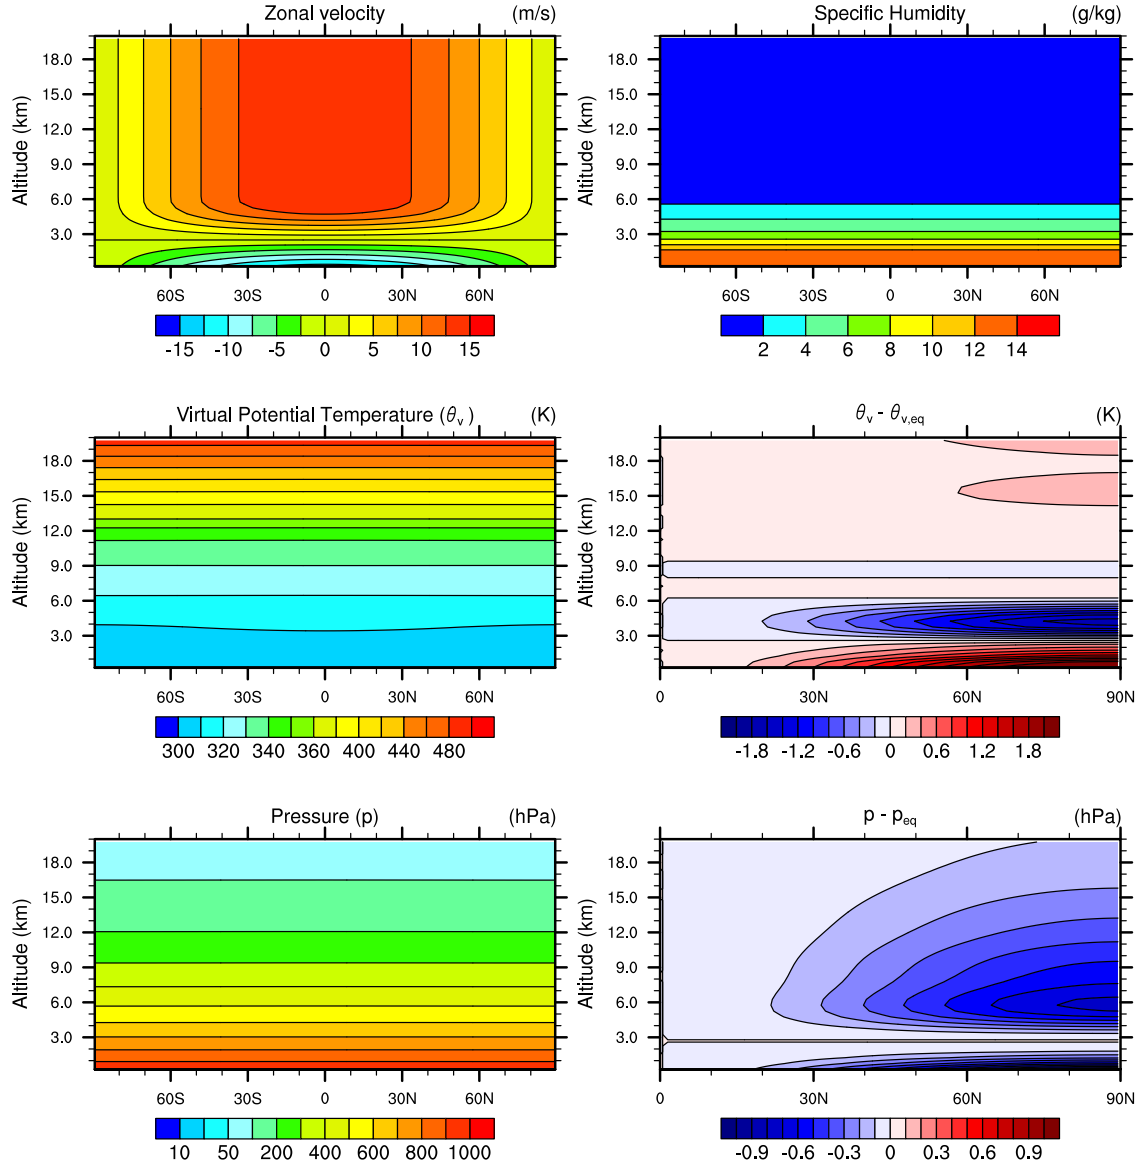 Zonal velocity (m/s)
Altitude (km)
18.0
15.0
12.0
9.0
6.0
3.0
60S 30S 0 30N 60N
-15 -10 -5 0 5 10 15
Specific Humidity (g/kg)
Altitude (km)
18.0
15.0
12.0
9.0
6.0
3.0
60S 30S 0 30N 60N
2 4 6 8 10 12 14
Virtual Potential Temperature (θv) (K)
Altitude (km)
18.0
15.0
12.0
9.0
6.0
3.0
60S 30S 0 30N 60N
300 320 340 360 400 440 480
θv - θv,eq (K)
Altitude (km)
18.0
15.0
12.0
9.0
6.0
3.0
0 30N 60N 90N
-1.8 -1.2 -0.6 0 0.6 1.2 1.8
Pressure (p) (hPa)
Altitude (km)
18.0
15.0
12.0
9.0
6.0
3.0
60S 30S 0 30N 60N
10 50 200 400 600 800 1000
p - peq (hPa)
Altitude (km)
18.0
15.0
12.0
9.0
6.0
3.0
0 30N 60N 90N
-0.9 -0.6 -0.3 0 0.3 0.6 0.9